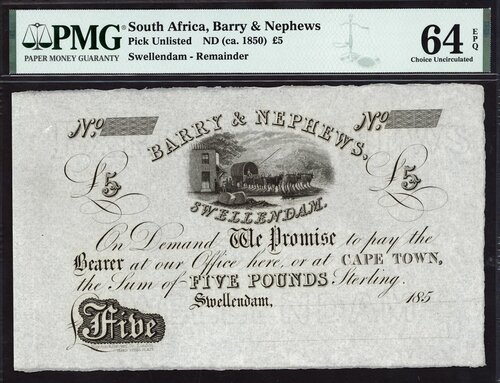 PMG
PAPER MONEY GUARANTY
South Africa, Barry & Nephews
Pick Unlisted ND (ca. 1850) £5
Swellendam - Remainder
64 EPQ
Choice Uncirculated
No
No
BARRY & NEPHEWS,
SWELLENDAM.
£5
£5
On Demand We Promise to pay the
Bearer at our Office here, or at CAPE TOWN,
the Sum of FIVE POUNDS Sterling.
Swellendam, 185
Five